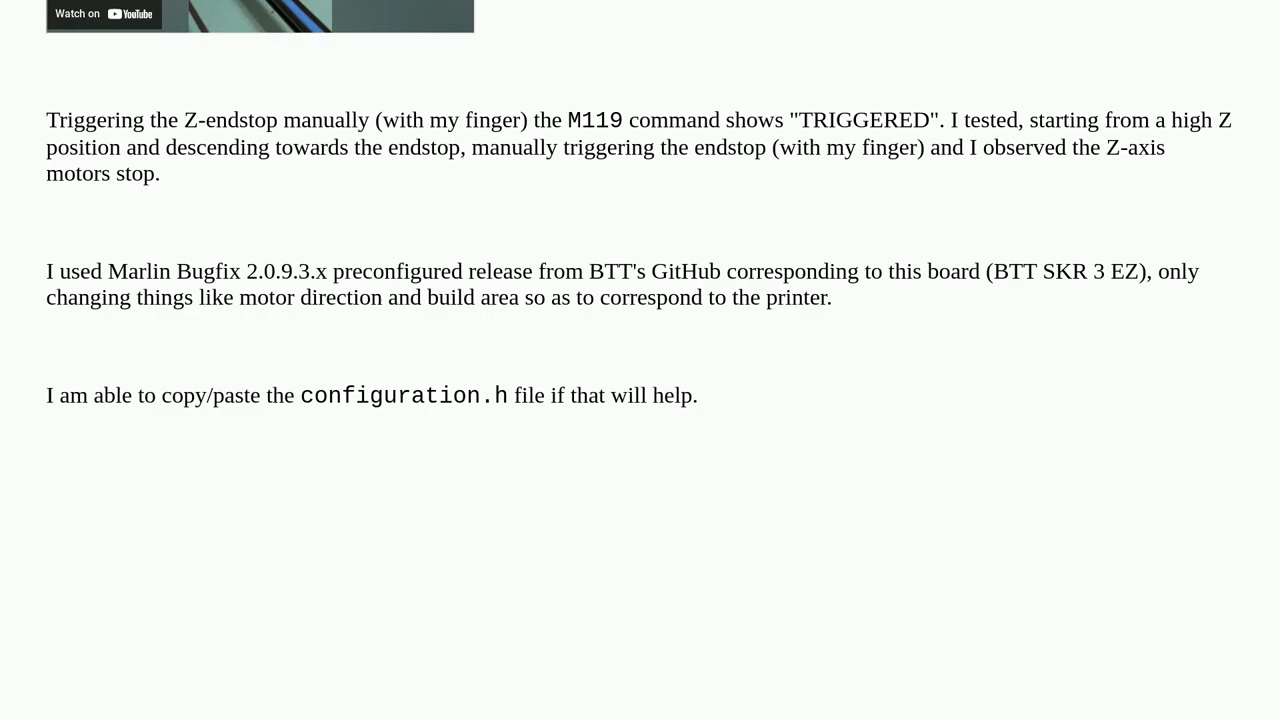 Watch on YouTube
Triggering the Z-endstop manually (with my finger) the M119 command shows "TRIGGERED". I tested, starting from a high Z
position and descending towards the endstop, manually triggering the endstop (with my finger) and I observed the Z-axis
motors stop.
I used Marlin Bugfix 2.0.9.3.x preconfigured release from BTT's GitHub corresponding to this board (BTT SKR 3 EZ), only
changing things like motor direction and build area so as to correspond to the printer.
I am able to copy/paste the configuration.h file if that will help.